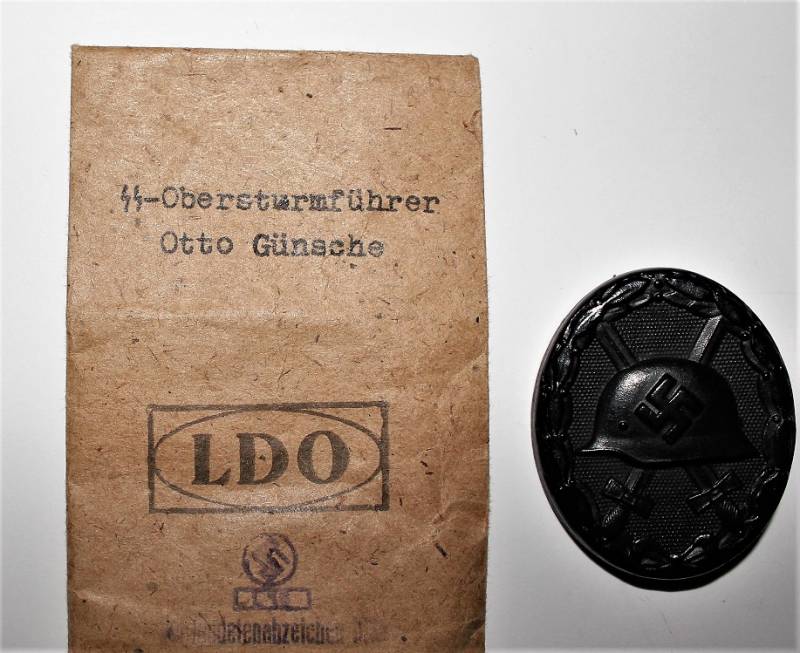 ᛋᛋ-Obersturmführer
Otto Günsche
LDO